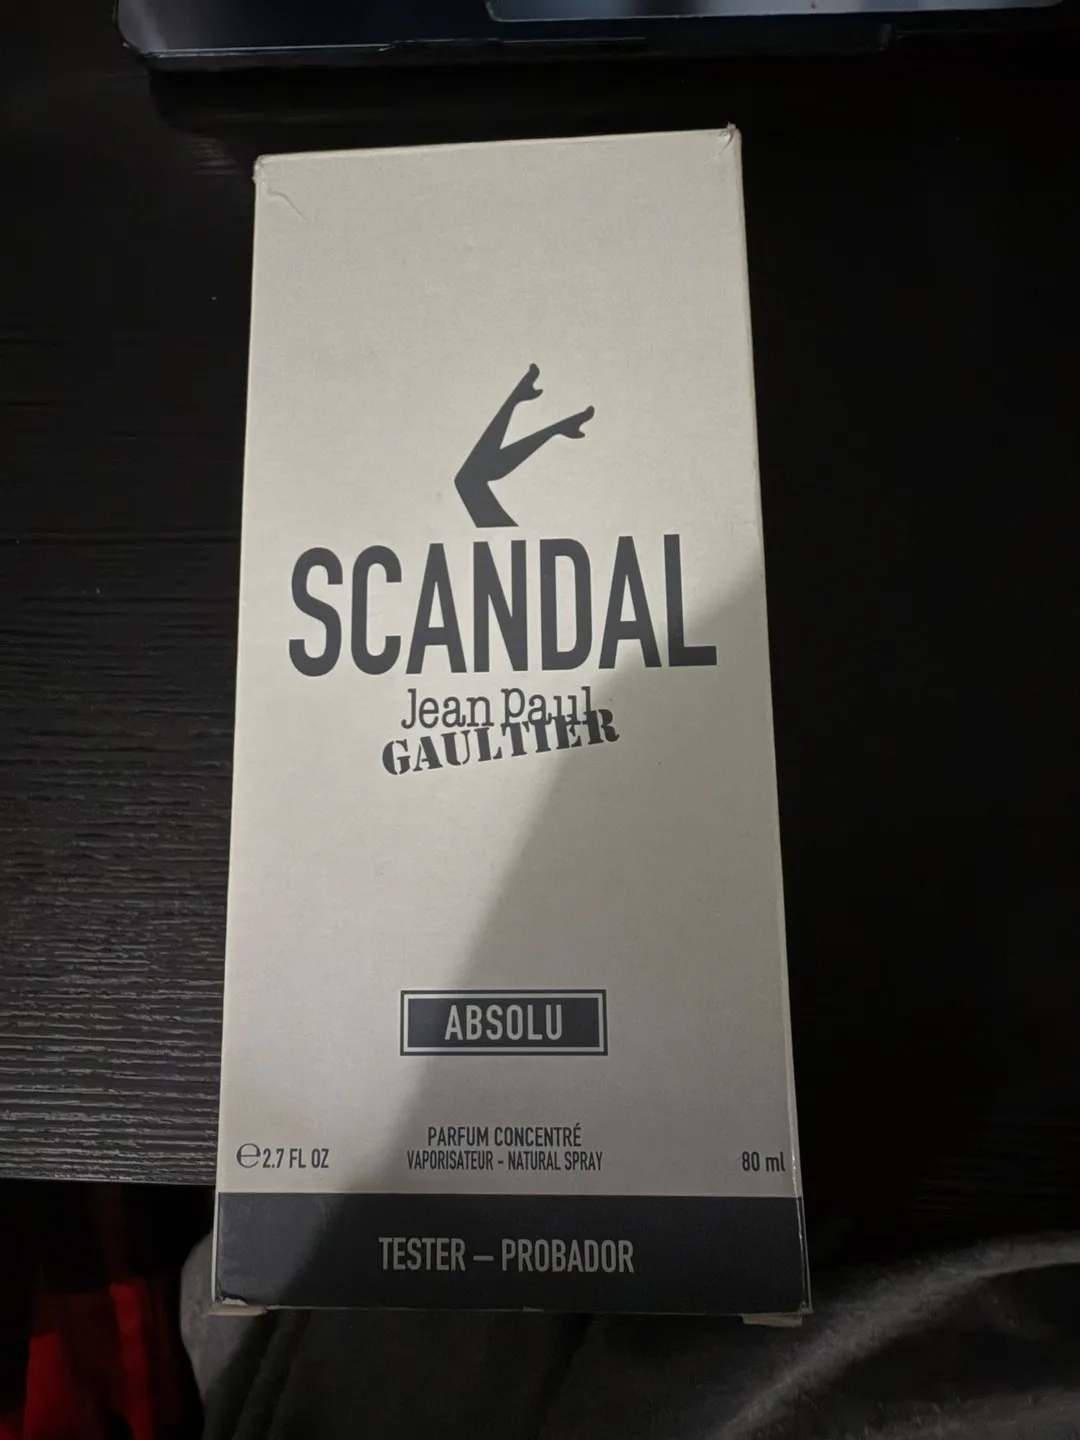 SCANDAL
Jean Paul
GAULTIER
ABSOLU
PARFUM CONCENTRÉ
VAPORISATEUR - NATURAL SPRAY
℮ 2.7 FL OZ
80 ml
TESTER – PROBADOR